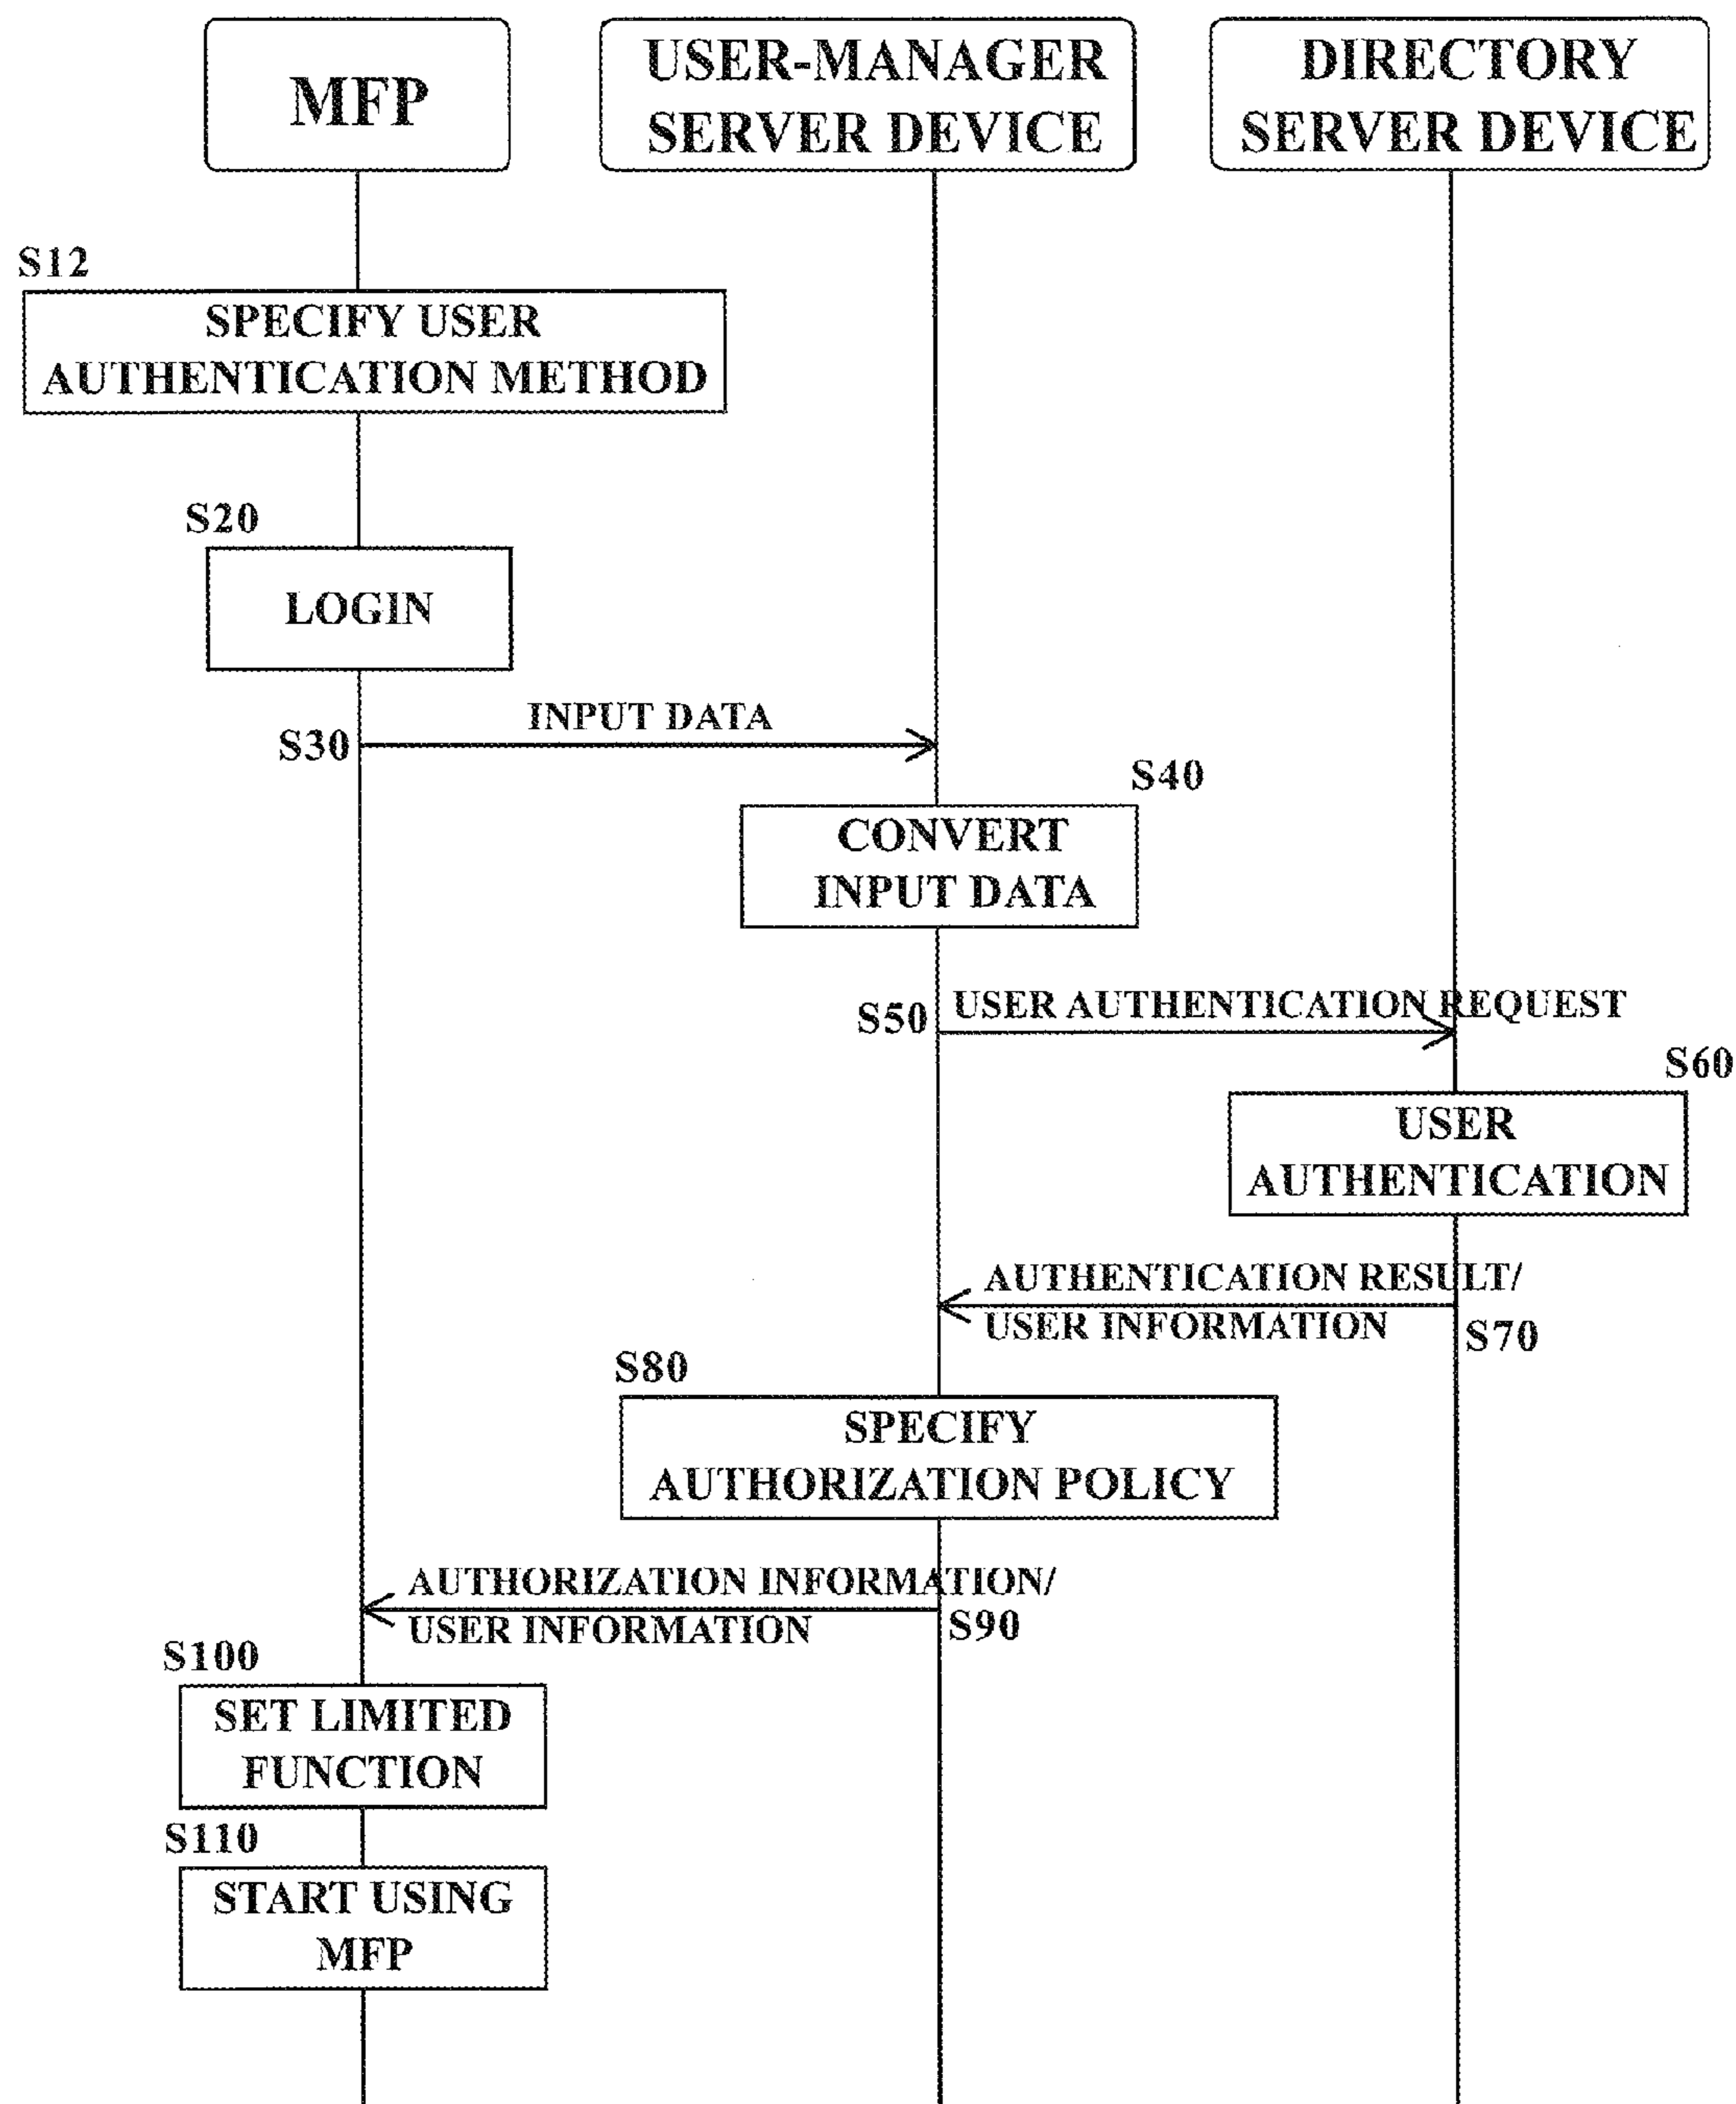 MFP
USER-MANAGER
SERVER DEVICE
DIRECTORY
SERVER DEVICE
S12
SPECIFY USER
AUTHENTICATION METHOD
S20
LOGIN
INPUT DATA
S30
S40
CONVERT
INPUT DATA
USER AUTHENTICATION REQUEST
S50
S60
USER
AUTHENTICATION
AUTHENTICATION RESULT/
USER INFORMATION
S70
S80
SPECIFY
AUTHORIZATION POLICY
AUTHORIZATION INFORMATION/
USER INFORMATION
S90
S100
SET LIMITED
FUNCTION
S110
START USING
MFP